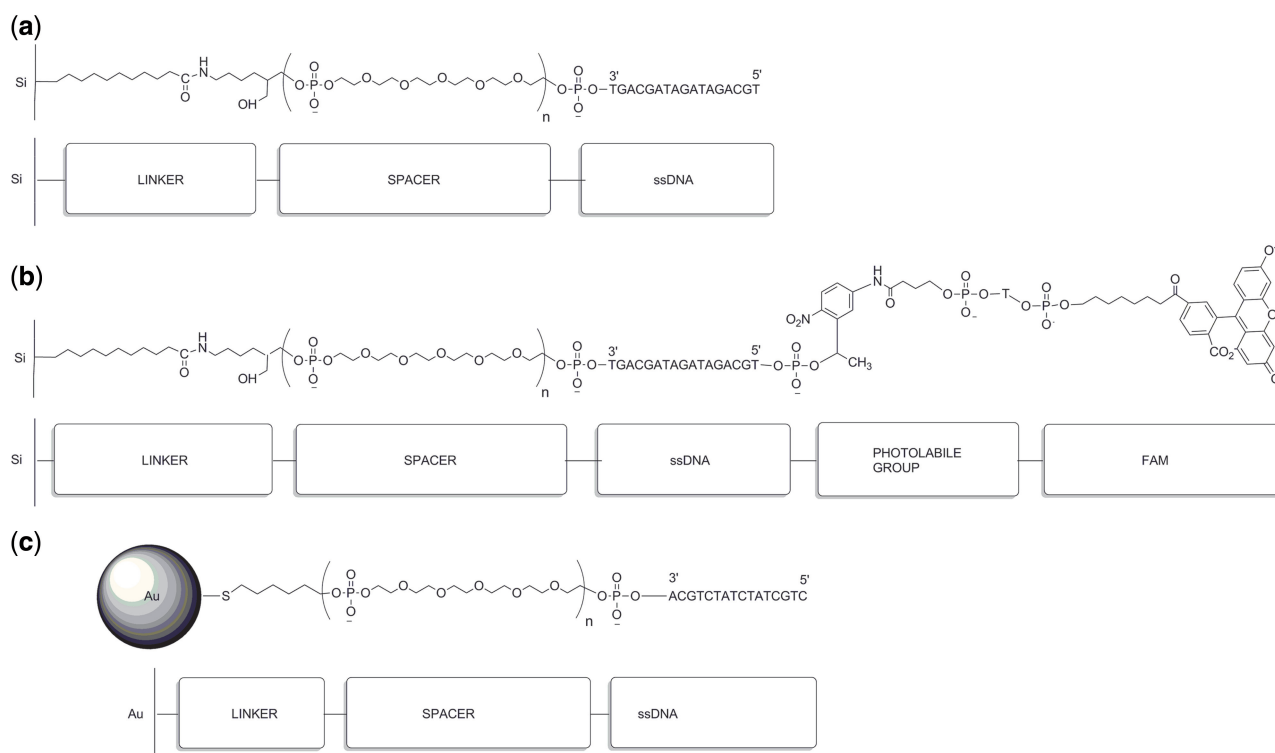 (a)
Si
O
H
N
OH
O
O
P
O
O
O
O
O
O
O
n
O
O
P
O
O
3'
TGACGATAGATAGACGT
5'
Si
LINKER
SPACER
ssDNA
(b)
Si
O
H
N
OH
O
O
P
O
O
O
O
O
O
O
n
O
O
P
O
O
3'
TGACGATAGATAGACGT
5'
O
O
P
O
O
CH3
O2N
H
N
O
O
O
P
O
O
T
O
O
P
O
O
O
CO2
O
O
O
Si
LINKER
SPACER
ssDNA
PHOTOLABILE
GROUP
FAM
(c)
Au
S
O
O
P
O
O
O
O
O
O
O
n
O
O
P
O
O
3'
ACGTCTATCTATCGTC
5'
Au
LINKER
SPACER
ssDNA